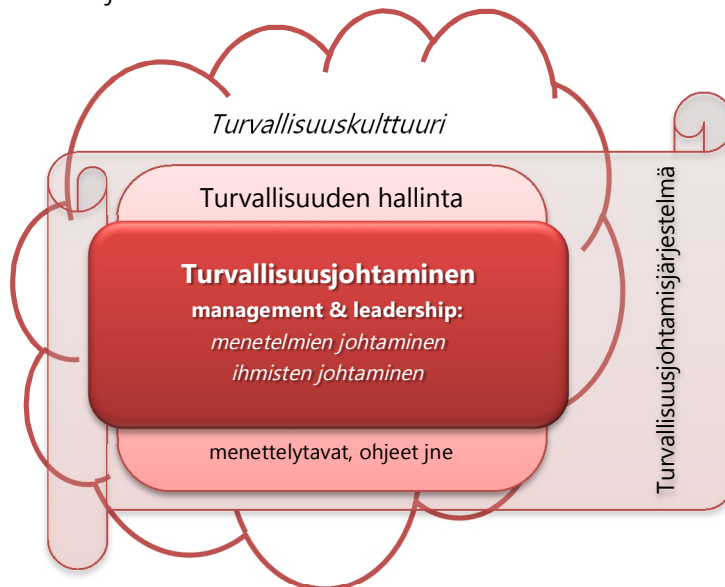 Turvallisuuskulttuuri
Turvallisuuden hallinta
Turvallisuusjohtaminen
management & leadership:
menetelmien johtaminen
ihmisten johtaminen
menettelytavat, ohjeet jne
Turvallisuusjohtamisjärjestelmä